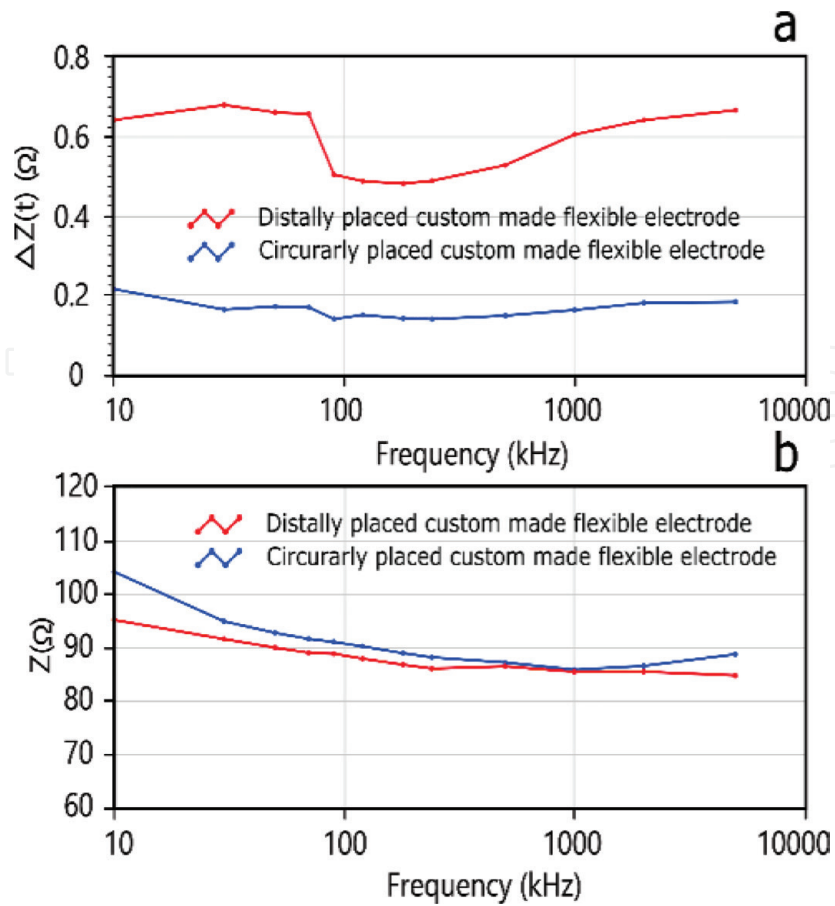 a
0.8
0.6
0.4
0.2
0
ΔZ(t) (Ω)
Distally placed custom made flexible electrode
Circurarly placed custom made flexible electrode
10 100 1000 10000
Frequency (kHz)
b
120
110
100
90
80
70
60
Z(Ω)
Distally placed custom made flexible electrode
Circurarly placed custom made flexible electrode
10 100 1000 10000
Frequency (kHz)